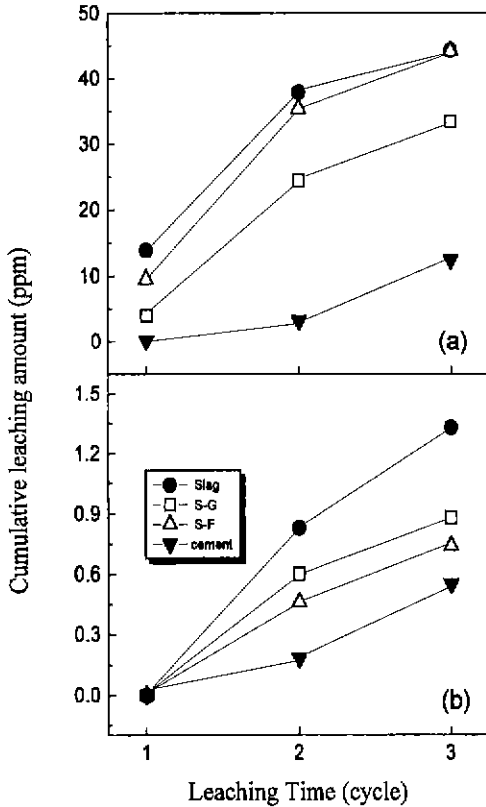 Cumulative leaching amount (ppm)
50
40
30
20
10
0
(a)
1.5
1.2
0.9
0.6
0.3
0.0
Slag
S-G
S-F
cement
(b)
1 2 3
Leaching Time (cycle)